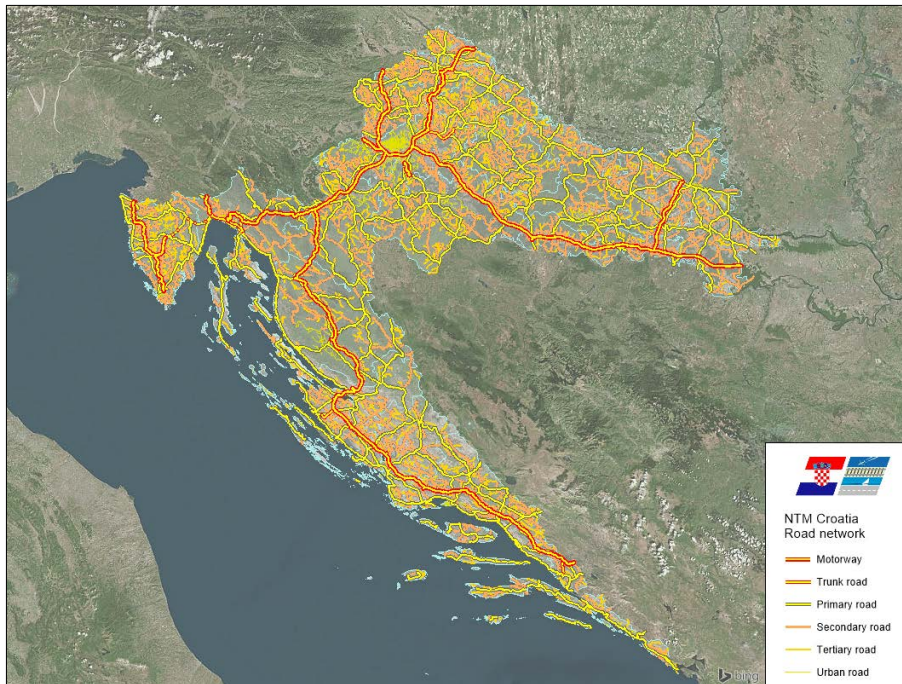 NTM Croatia
Road network
Motorway
Trunk road
Primary road
Secondary road
Tertiary road
Urban road
bing